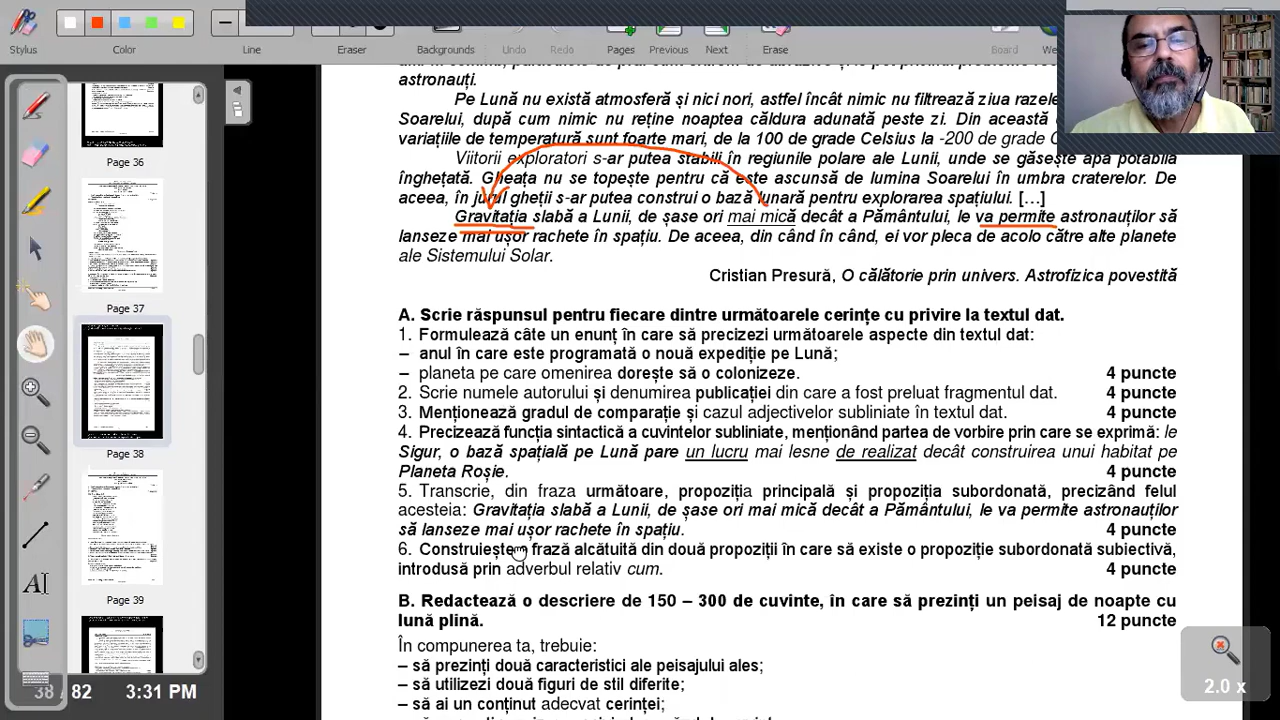 Stylus
Color
Line
Eraser
Backgrounds
Undo
Redo
Pages
Previous
Next
Erase
Board
We
Page 36
Page 37
Page 38
Page 39
38 / 82 3:31 PM
2.0 x
astronauți.
Pe Lună nu există atmosferă și nici nori, astfel încât nimic nu filtrează ziua razele
Soarelui, după cum nimic nu reține noaptea căldura adunată peste zi. Din această
variațiile de temperatură sunt foarte mari, de la 100 de grade Celsius la -200 de grade C
Viitorii exploratori s-ar putea stabili în regiunile polare ale Lunii, unde se găsește apă potabilă
înghețată. Gheața nu se topește pentru că este ascunsă de lumina Soarelui în umbra craterelor. De
aceea, în jurul gheții s-ar putea construi o bază lunară pentru explorarea spațiului. […]
Gravitația slabă a Lunii, de șase ori mai mică decât a Pământului, le va permite astronauților să
lanseze mai ușor rachete în spațiu. De aceea, din când în când, ei vor pleca de acolo către alte planete
ale Sistemului Solar.
Cristian Presură, O călătorie prin univers. Astrofizica povestită
A. Scrie răspunsul pentru fiecare dintre următoarele cerințe cu privire la textul dat.
1. Formulează câte un enunț în care să precizezi următoarele aspecte din textul dat:
– anul în care este programată o nouă expediție pe Lună;
– planeta pe care omenirea dorește să o colonizeze. 4 puncte
2. Scrie numele autorului și denumirea publicației din care a fost preluat fragmentul dat. 4 puncte
3. Menționează gradul de comparație și cazul adjectivelor subliniate în textul dat. 4 puncte
4. Precizează funcția sintactică a cuvintelor subliniate, menționând partea de vorbire prin care se exprimă: le
Sigur, o bază spațială pe Lună pare un lucru mai lesne de realizat decât construirea unui habitat pe
Planeta Roșie. 4 puncte
5. Transcrie, din fraza următoare, propoziția principală și propoziția subordonată, precizând felul
acesteia: Gravitația slabă a Lunii, de șase ori mai mică decât a Pământului, le va permite astronauților
să lanseze mai ușor rachete în spațiu. 4 puncte
6. Construiește o frază alcătuită din două propoziții în care să existe o propoziție subordonată subiectivă,
introdusă prin adverbul relativ cum. 4 puncte
B. Redactează o descriere de 150 – 300 de cuvinte, în care să prezinți un peisaj de noapte cu
lună plină. 12 puncte
În compunerea ta, trebuie:
– să prezinți două caracteristici ale peisajului ales;
– să utilizezi două figuri de stil diferite;
– să ai un conținut adecvat cerinței;